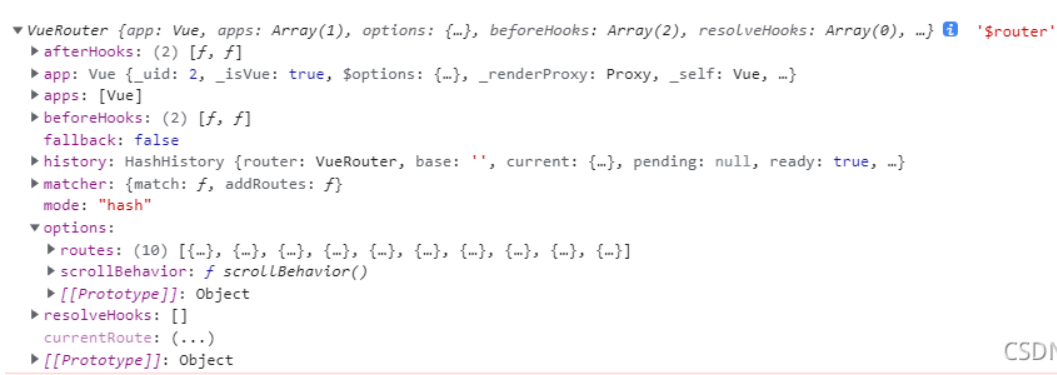 ▼VueRouter {app: Vue, apps: Array(1), options: {…}, beforeHooks: Array(2), resolveHooks: Array(0), …} i '$router'
▶afterHooks: (2) [ƒ, ƒ]
▶app: Vue {_uid: 2, _isVue: true, $options: {…}, _renderProxy: Proxy, _self: Vue, …}
▶apps: [Vue]
▶beforeHooks: (2) [ƒ, ƒ]
fallback: false
▶history: HashHistory {router: VueRouter, base: '', current: {…}, pending: null, ready: true, …}
▶matcher: {match: ƒ, addRoutes: ƒ}
mode: "hash"
▼options:
▶routes: (10) [{…}, {…}, {…}, {…}, {…}, {…}, {…}, {…}, {…}, {…}]
▶scrollBehavior: ƒ scrollBehavior()
▶[[Prototype]]: Object
▶resolveHooks: []
currentRoute: (...)
▶[[Prototype]]: Object
CSDN